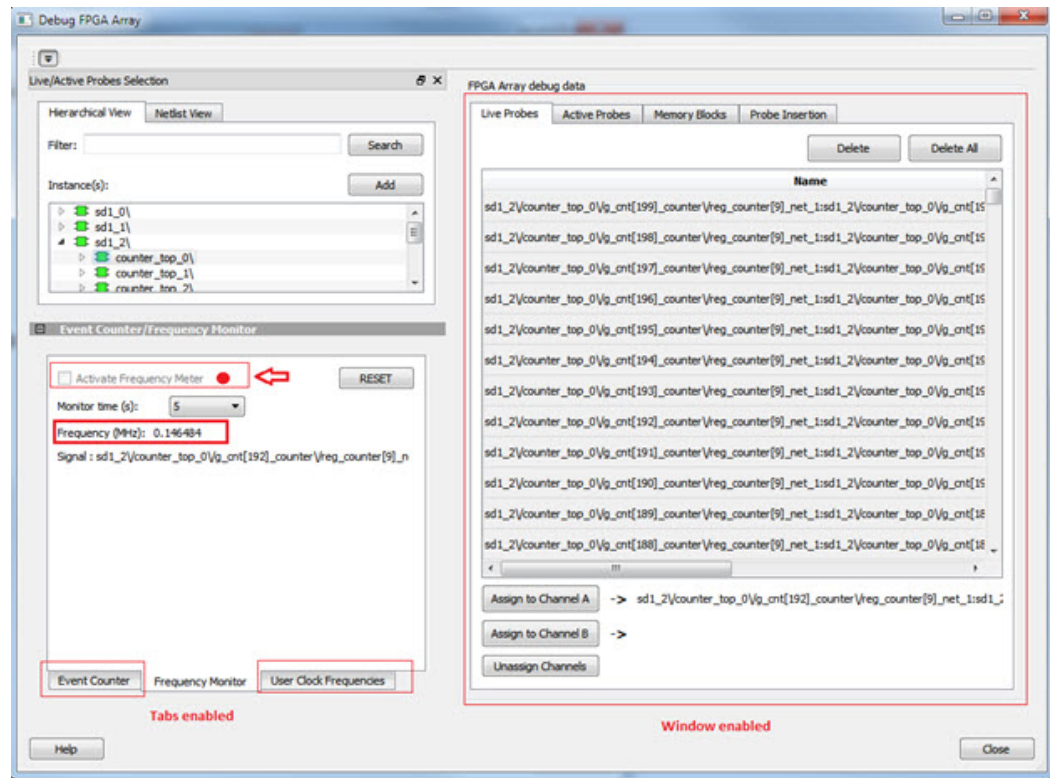 Debug FPGA Array
Live/Active Probes Selection
Hierarchical View
Netlist View
Filter:
Search
Instance(s):
Add
sd1_0\
sd1_1\
sd1_2\
counter_top_0\
counter_top_1\
counter_top_2\
Event Counter/Frequency Monitor
Activate Frequency Meter
RESET
Monitor time (s): 5
Frequency (MHz): 0.146484
Signal : sd1_2\/counter_top_0\/g_cnt[192]_counter\/reg_counter[9]_n
Event Counter
Frequency Monitor
User Clock Frequencies
Tabs enabled
Help
FPGA Array debug data
Live Probes
Active Probes
Memory Blocks
Probe Insertion
Delete
Delete All
Name
sd1_2\/counter_top_0\/g_cnt[199]_counter\/reg_counter[9]_net_1:sd1_2\/counter_top_0\/g_cnt[19
sd1_2\/counter_top_0\/g_cnt[198]_counter\/reg_counter[9]_net_1:sd1_2\/counter_top_0\/g_cnt[19
sd1_2\/counter_top_0\/g_cnt[197]_counter\/reg_counter[9]_net_1:sd1_2\/counter_top_0\/g_cnt[19
sd1_2\/counter_top_0\/g_cnt[196]_counter\/reg_counter[9]_net_1:sd1_2\/counter_top_0\/g_cnt[19
sd1_2\/counter_top_0\/g_cnt[195]_counter\/reg_counter[9]_net_1:sd1_2\/counter_top_0\/g_cnt[19
sd1_2\/counter_top_0\/g_cnt[194]_counter\/reg_counter[9]_net_1:sd1_2\/counter_top_0\/g_cnt[19
sd1_2\/counter_top_0\/g_cnt[193]_counter\/reg_counter[9]_net_1:sd1_2\/counter_top_0\/g_cnt[19
sd1_2\/counter_top_0\/g_cnt[192]_counter\/reg_counter[9]_net_1:sd1_2\/counter_top_0\/g_cnt[19
sd1_2\/counter_top_0\/g_cnt[191]_counter\/reg_counter[9]_net_1:sd1_2\/counter_top_0\/g_cnt[19
sd1_2\/counter_top_0\/g_cnt[190]_counter\/reg_counter[9]_net_1:sd1_2\/counter_top_0\/g_cnt[19
sd1_2\/counter_top_0\/g_cnt[189]_counter\/reg_counter[9]_net_1:sd1_2\/counter_top_0\/g_cnt[18
sd1_2\/counter_top_0\/g_cnt[188]_counter\/reg_counter[9]_net_1:sd1_2\/counter_top_0\/g_cnt[18
Assign to Channel A -> sd1_2\/counter_top_0\/g_cnt[192]_counter\/reg_counter[9]_net_1:sd1_2
Assign to Channel B ->
Unassign Channels
Window enabled
Close